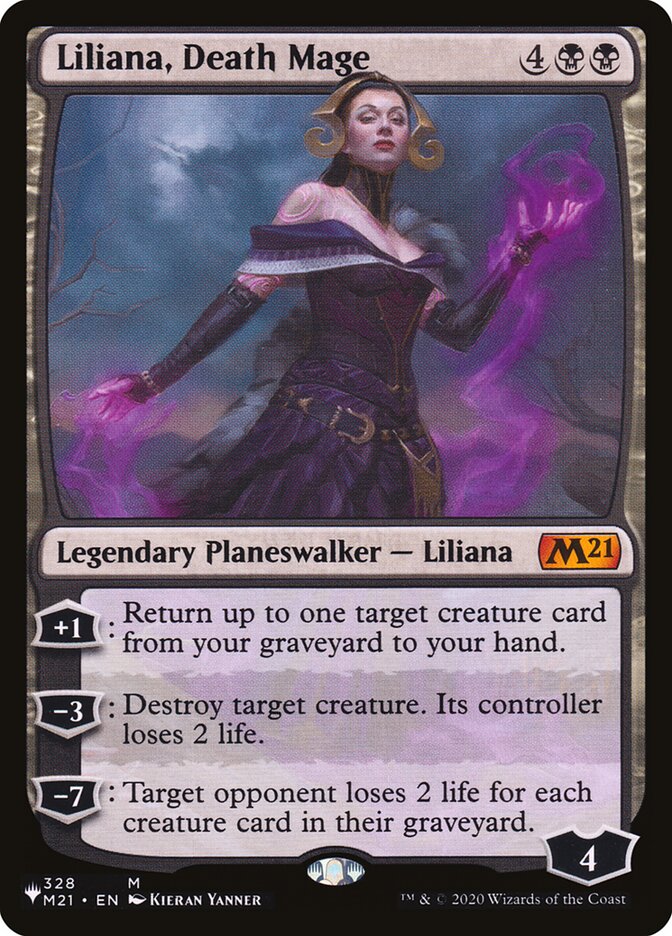 Liliana, Death Mage 4
Legendary Planeswalker — Liliana M21
+1 : Return up to one target creature card
from your graveyard to your hand.
−3 : Destroy target creature. Its controller
loses 2 life.
−7 : Target opponent loses 2 life for each
creature card in their graveyard.
4
328 M
M21 • EN KIERAN YANNER ™ & © 2020 Wizards of the Coast